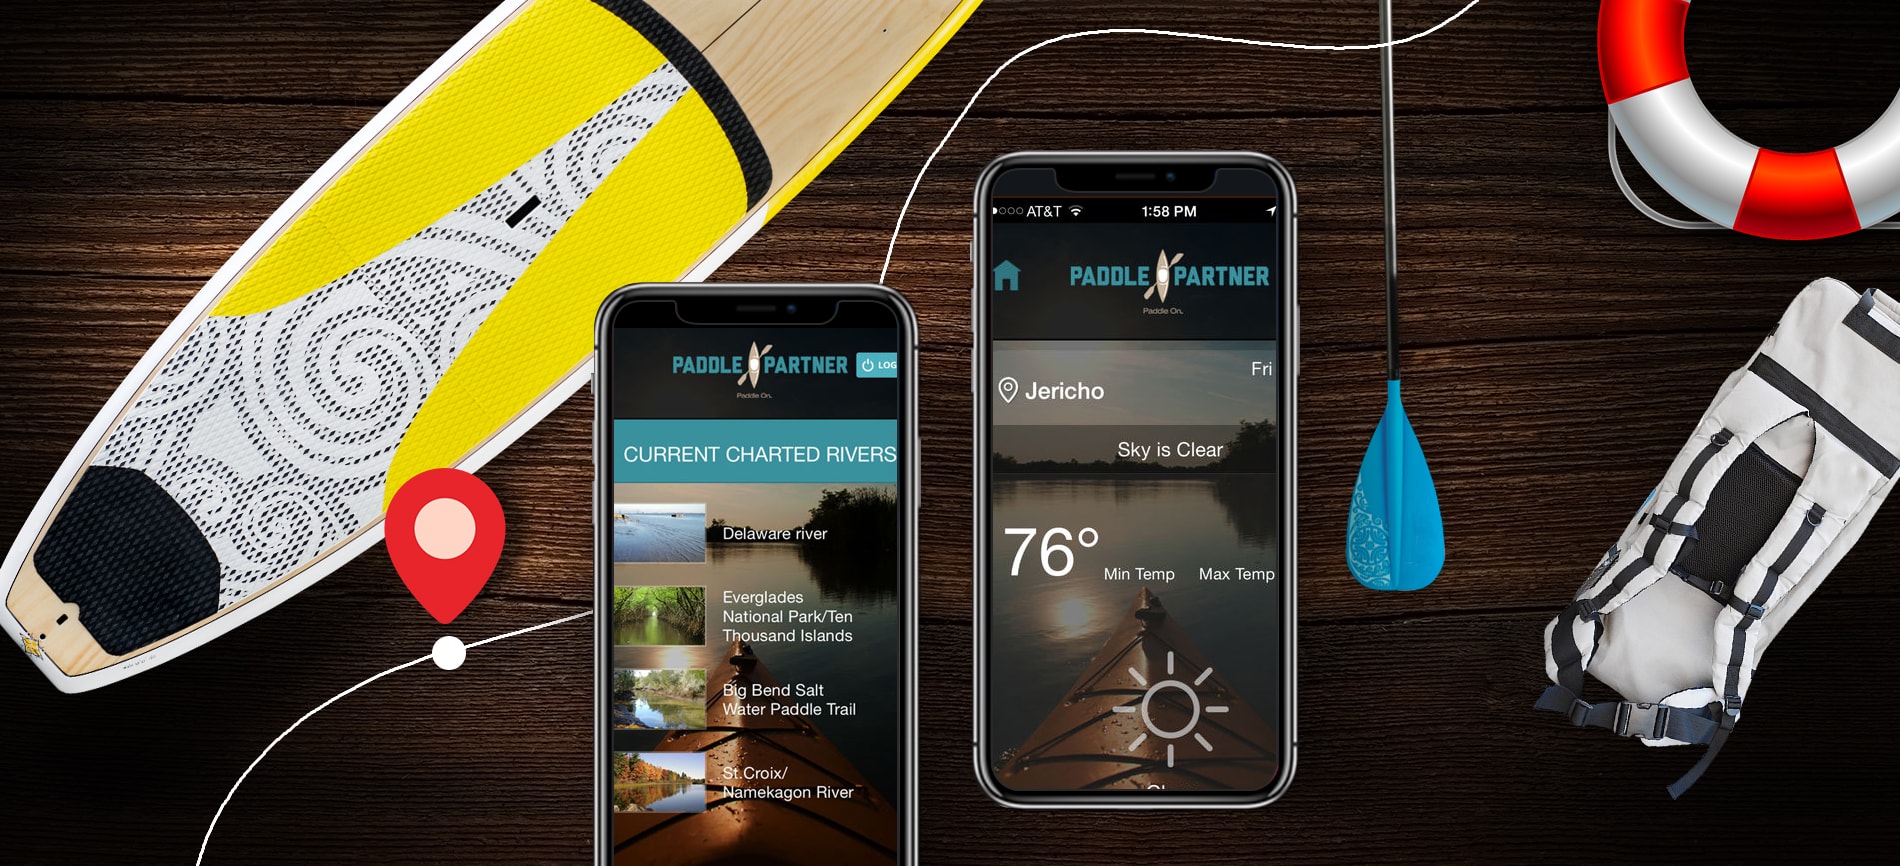 PADDLE PARTNER
LOG
Paddle On.
CURRENT CHARTED RIVERS
Delaware river
Everglades
National Park/Ten
Thousand Islands
Big Bend Salt
Water Paddle Trail
St.Croix/
Namekagon River
AT&T 1:58 PM
PADDLE PARTNER
Paddle On.
Fri
Jericho
Sky is Clear
76°
Min Temp Max Temp